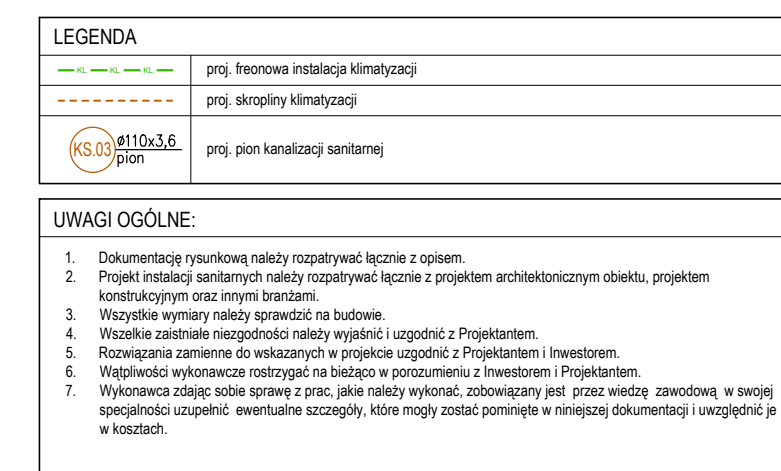 LEGENDA
KL KL KL proj. freonowa instalacja klimatyzacji
proj. skropliny klimatyzacji
KS.03 ø110x3,6 pion proj. pion kanalizacji sanitarnej
UWAGI OGÓLNE:
1. Dokumentację rysunkową należy rozpatrywać łącznie z opisem.
2. Projekt instalacji sanitarnych należy rozpatrywać łącznie z projektem architektonicznym obiektu, projektem
konstrukcyjnym oraz innymi branżami.
3. Wszystkie wymiary należy sprawdzić na budowie.
4. Wszelkie zaistniałe niezgodności należy wyjaśnić i uzgodnić z Projektantem.
5. Rozwiązania zamienne do wskazanych w projekcie uzgodnić z Projektantem i Inwestorem.
6. Wątpliwości wykonawcze rostrzygać na bieżąco w porozumieniu z Inwestorem i Projektantem.
7. Wykonawca zdając sobie sprawę z prac, jakie należy wykonać, zobowiązany jest przez wiedzę zawodową w swojej
specjalności uzupełnić ewentualne szczegóły, które mogły zostać pominięte w niniejszej dokumentacji i uwzględnić je
w kosztach.